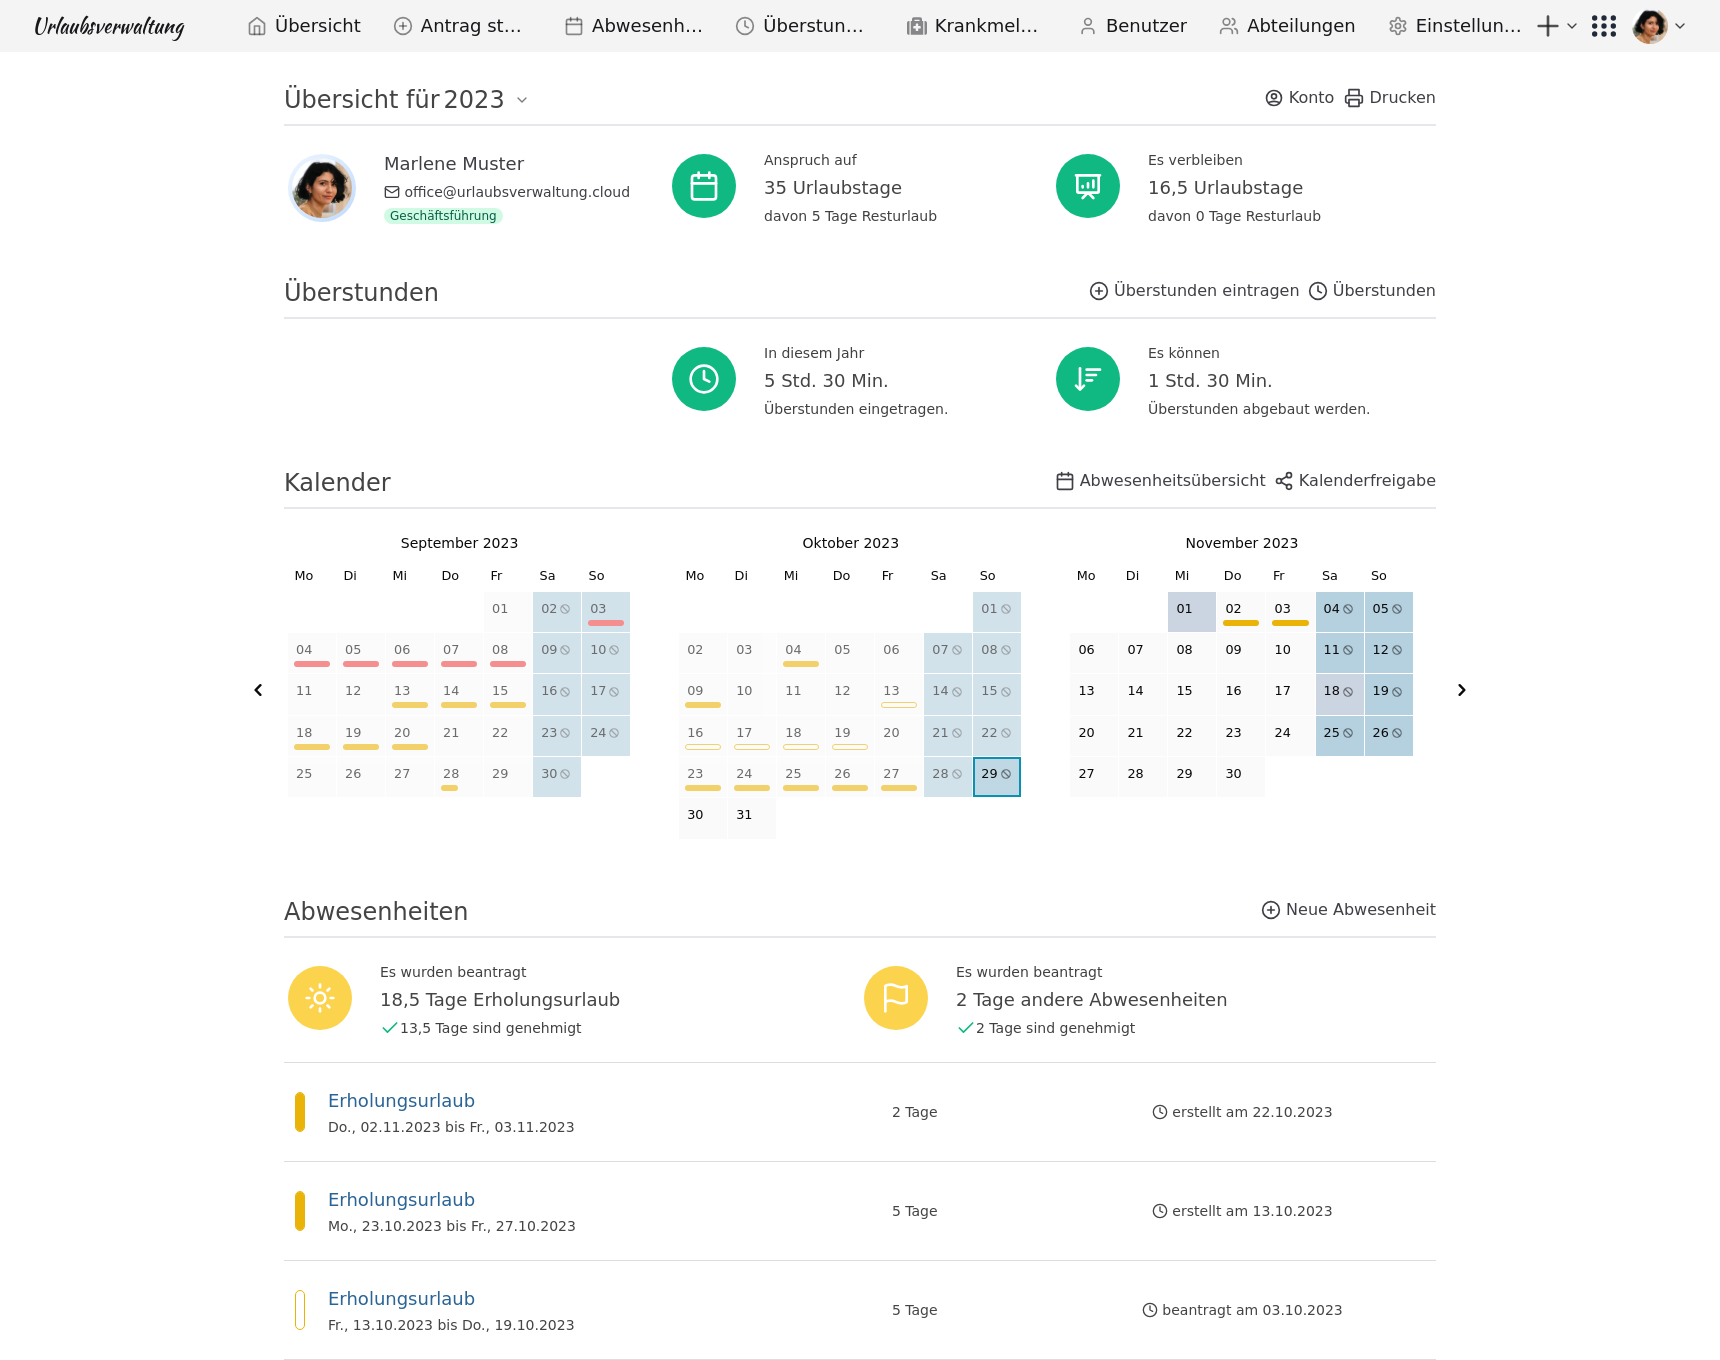 Urlaubsverwaltung Übersicht Antrag st… Abwesenh… Überstun… Krankmel… Benutzer Abteilungen Einstellun…
Übersicht für 2023 Konto Drucken
Marlene Muster
office@urlaubsverwaltung.cloud
Geschäftsführung
Anspruch auf
35 Urlaubstage
davon 5 Tage Resturlaub
Es verbleiben
16,5 Urlaubstage
davon 0 Tage Resturlaub
Überstunden Überstunden eintragen Überstunden
In diesem Jahr
5 Std. 30 Min.
Überstunden eingetragen.
Es können
1 Std. 30 Min.
Überstunden abgebaut werden.
Kalender Abwesenheitsübersicht Kalenderfreigabe
September 2023
Mo Di Mi Do Fr Sa So
01 02 03
04 05 06 07 08 09 10
11 12 13 14 15 16 17
18 19 20 21 22 23 24
25 26 27 28 29 30
Oktober 2023
Mo Di Mi Do Fr Sa So
01
02 03 04 05 06 07 08
09 10 11 12 13 14 15
16 17 18 19 20 21 22
23 24 25 26 27 28 29
30 31
November 2023
Mo Di Mi Do Fr Sa So
01 02 03 04 05
06 07 08 09 10 11 12
13 14 15 16 17 18 19
20 21 22 23 24 25 26
27 28 29 30
Abwesenheiten Neue Abwesenheit
Es wurden beantragt
18,5 Tage Erholungsurlaub
13,5 Tage sind genehmigt
Es wurden beantragt
2 Tage andere Abwesenheiten
2 Tage sind genehmigt
Erholungsurlaub
Do., 02.11.2023 bis Fr., 03.11.2023
2 Tage
erstellt am 22.10.2023
Erholungsurlaub
Mo., 23.10.2023 bis Fr., 27.10.2023
5 Tage
erstellt am 13.10.2023
Erholungsurlaub
Fr., 13.10.2023 bis Do., 19.10.2023
5 Tage
beantragt am 03.10.2023